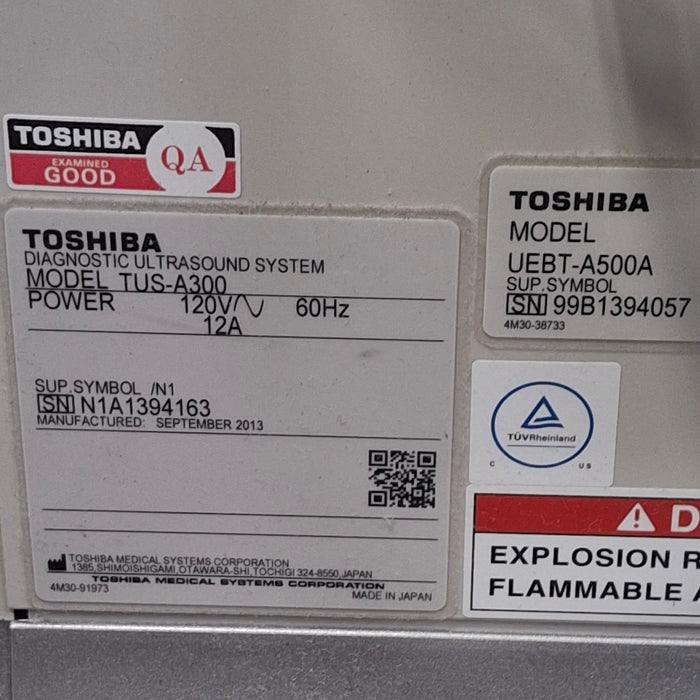 TOSHIBA
EXAMINED
GOOD
QA
TOSHIBA
DIAGNOSTIC ULTRASOUND SYSTEM
MODEL TUS-A300
POWER 120V 60Hz
12A
SUP.SYMBOL /N1
SN N1A1394163
MANUFACTURED: SEPTEMBER 2013
TOSHIBA MEDICAL SYSTEMS CORPORATION
1385, SHIMOISHIGAMI, OTAWARA-SHI, TOCHIGI 324-8550, JAPAN
TOSHIBA MEDICAL SYSTEMS CORPORATION
4M30-91973
MADE IN JAPAN
TOSHIBA
MODEL
UEBT-A500A
SUP.SYMBOL
SN 99B1394057
4M30-38733
TÜVRheinland
C US
D
EXPLOSION R
FLAMMABLE A